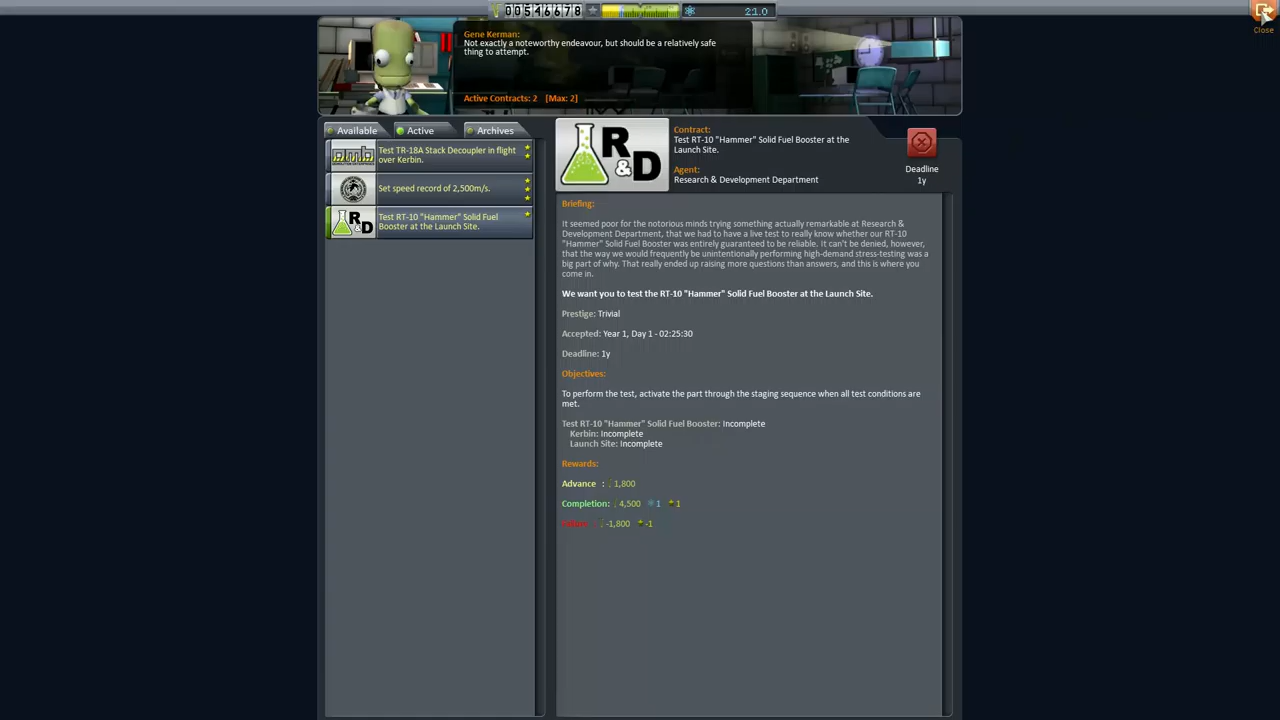 00546678
21.0
Close
Gene Kerman:
Not exactly a noteworthy endeavour, but should be a relatively safe
thing to attempt.
Active Contracts: 2 [Max: 2]
Available
Active
Archives
Test TR-18A Stack Decoupler in flight
over Kerbin.
Set speed record of 2,500m/s.
R&D
Test RT-10 "Hammer" Solid Fuel
Booster at the Launch Site.
R&D
Contract:
Test RT-10 "Hammer" Solid Fuel Booster at the
Launch Site.
Agent:
Research & Development Department
Deadline
1y
Briefing:
It seemed poor for the notorious minds trying something actually remarkable at Research &
Development Department, that we had to have a live test to really know whether our RT-10
"Hammer" Solid Fuel Booster was entirely guaranteed to be reliable. It can't be denied, however,
that the way we would frequently be unintentionally performing high-demand stress-testing was a
big part of why. That really ended up raising more questions than answers, and this is where you
come in.
We want you to test the RT-10 "Hammer" Solid Fuel Booster at the Launch Site.
Prestige: Trivial
Accepted: Year 1, Day 1 - 02:25:30
Deadline: 1y
Objectives:
To perform the test, activate the part through the staging sequence when all test conditions are
met.
Test RT-10 "Hammer" Solid Fuel Booster: Incomplete
Kerbin: Incomplete
Launch Site: Incomplete
Rewards:
Advance : 1,800
Completion: 4,500 1 1
-1,800 -1